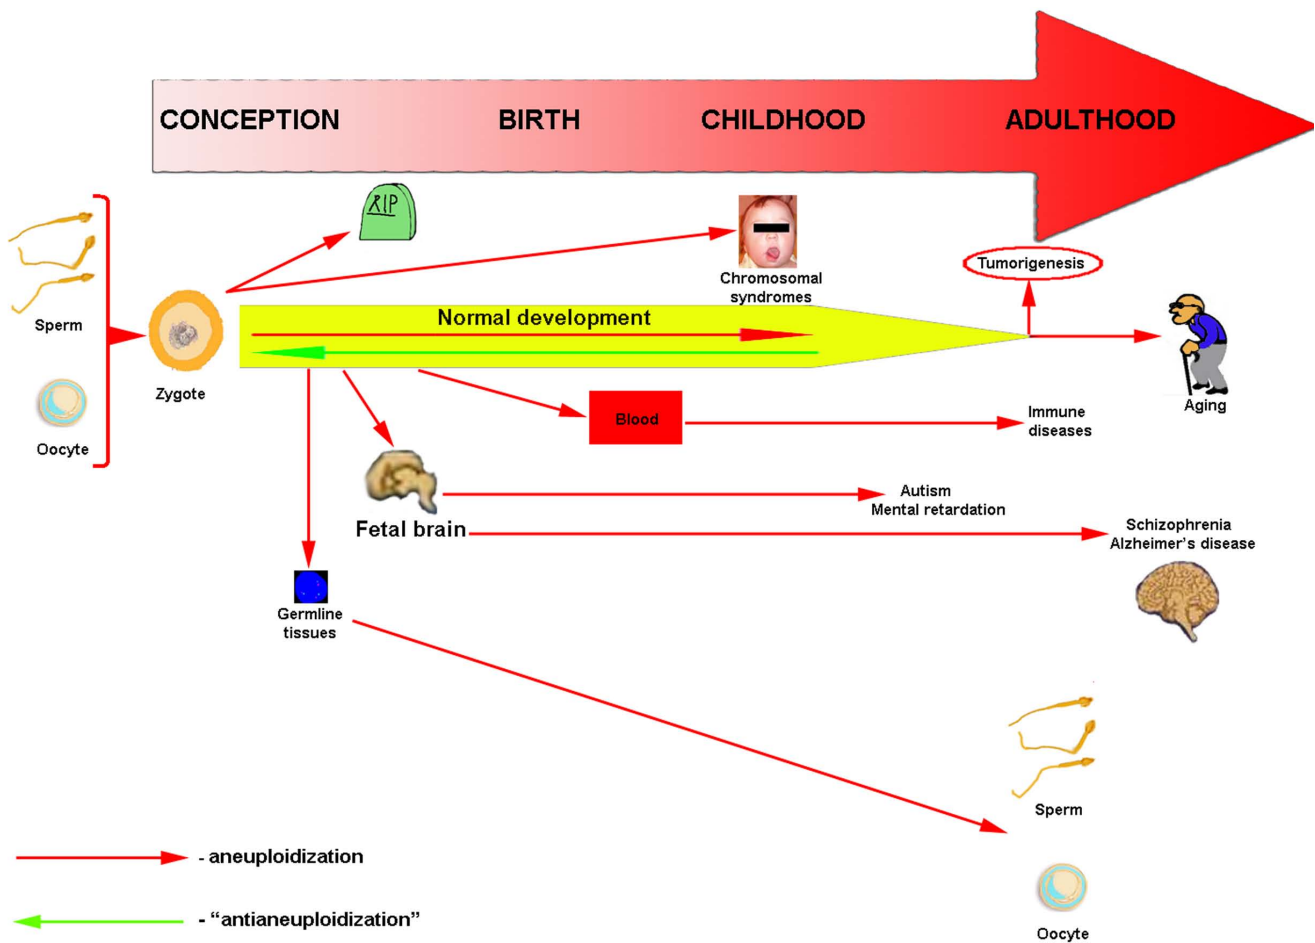 CONCEPTION BIRTH CHILDHOOD ADULTHOOD
RIP
Chromosomal
syndromes
Tumorigenesis
Sperm
Oocyte
Zygote
Normal development
Aging
Blood
Immune
diseases
Fetal brain
Autism
Mental retardation
Schizophrenia
Alzheimer's disease
Germline
tissues
Sperm
Oocyte
- aneuploidization
- “antianeuploidization”